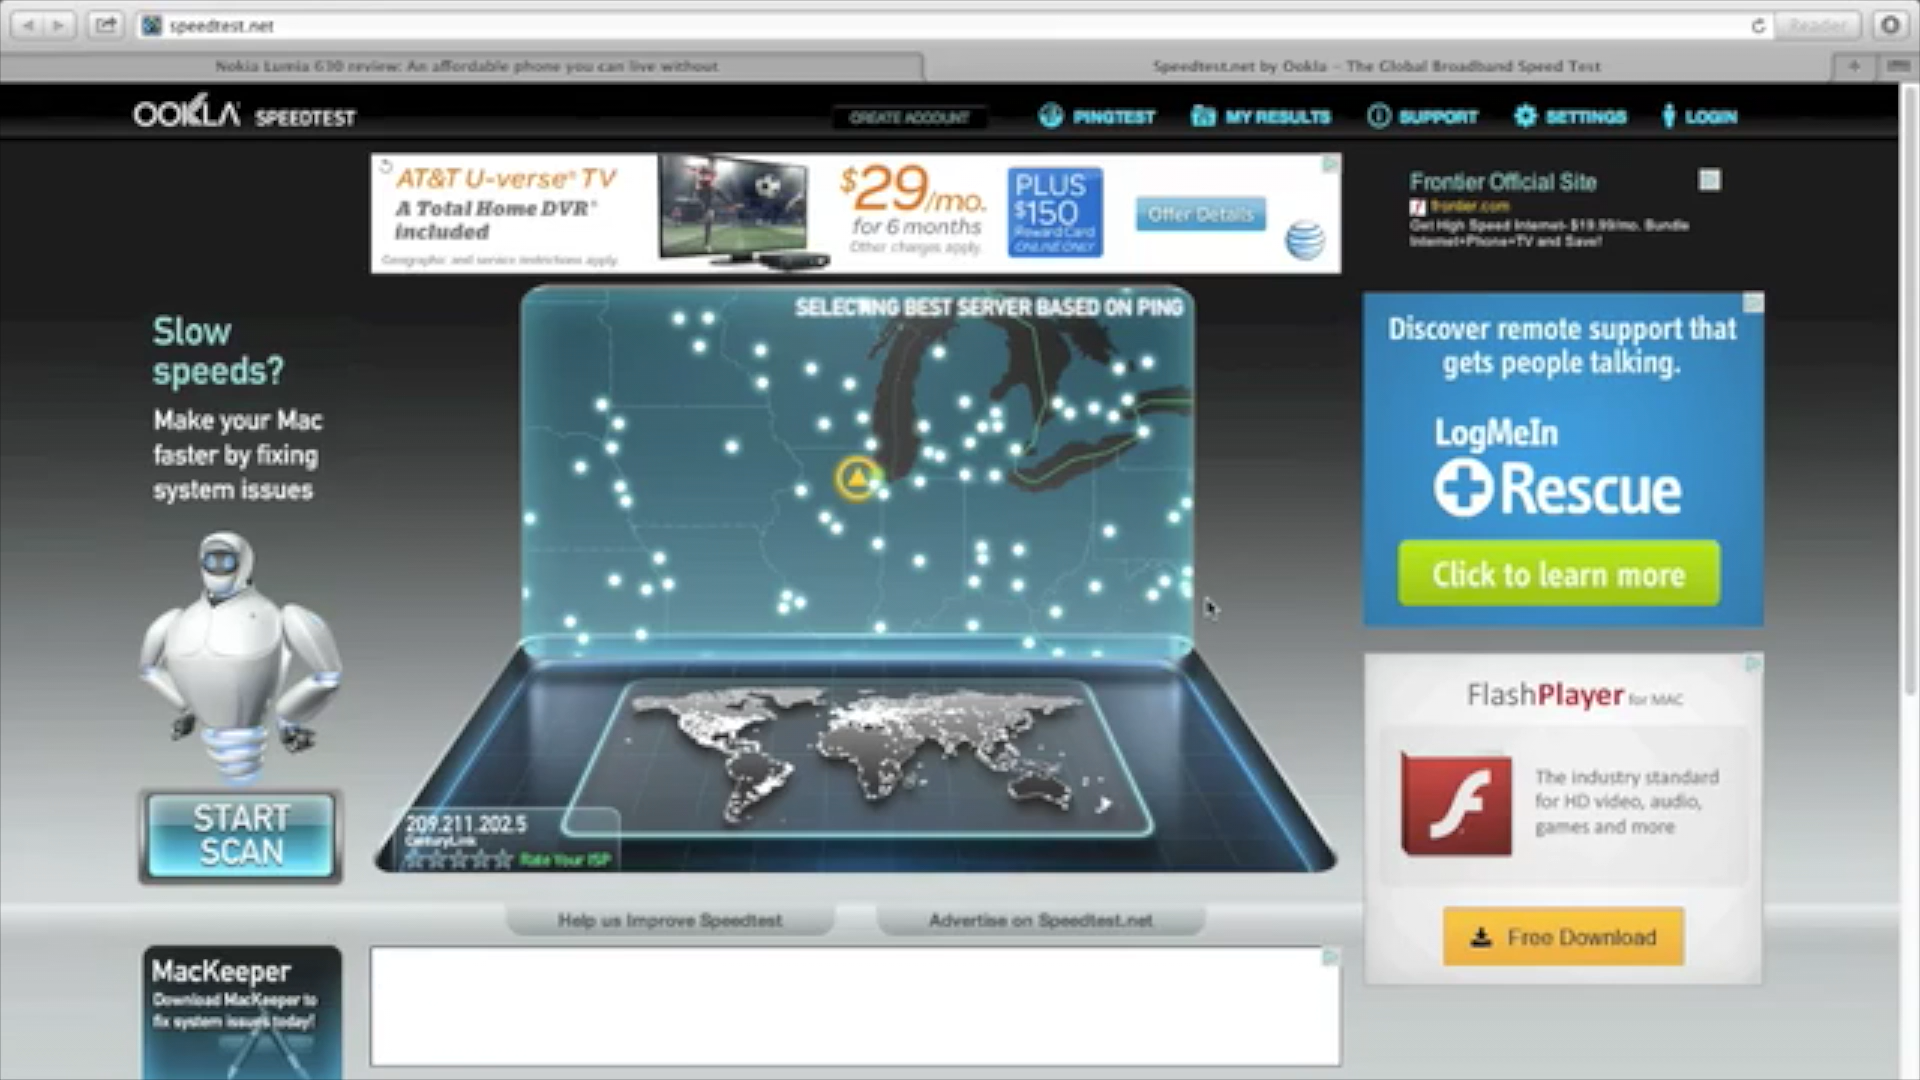 speedtest.net
Reader
Nokia Lumia 630 review: An affordable phone you can live without
Speedtest.net by Ookla - The Global Broadband Speed Test
OOKLA SPEEDTEST
CREATE ACCOUNT
PINGTEST
MY RESULTS
SUPPORT
SETTINGS
LOGIN
AT&T U-verse® TV
A Total Home DVR®
included
Geographic and service restrictions apply.
$29/mo.
for 6 months
Other charges apply.
PLUS
$150
Reward Card
ONLINE ONLY
Offer Details
Frontier Official Site
frontier.com
Get High Speed Internet- $19.99/mo. Bundle
Internet+Phone+TV and Save!
Slow
speeds?
Make your Mac
faster by fixing
system issues
START
SCAN
SELECTING BEST SERVER BASED ON PING
209.211.202.5
CenturyLink
Rate Your ISP
Discover remote support that
gets people talking.
LogMeIn
Rescue
Click to learn more
FlashPlayer for MAC
The industry standard
for HD video, audio,
games and more
Free Download
Help us Improve Speedtest
Advertise on Speedtest.net
MacKeeper
Download MacKeeper to
fix system issues today!